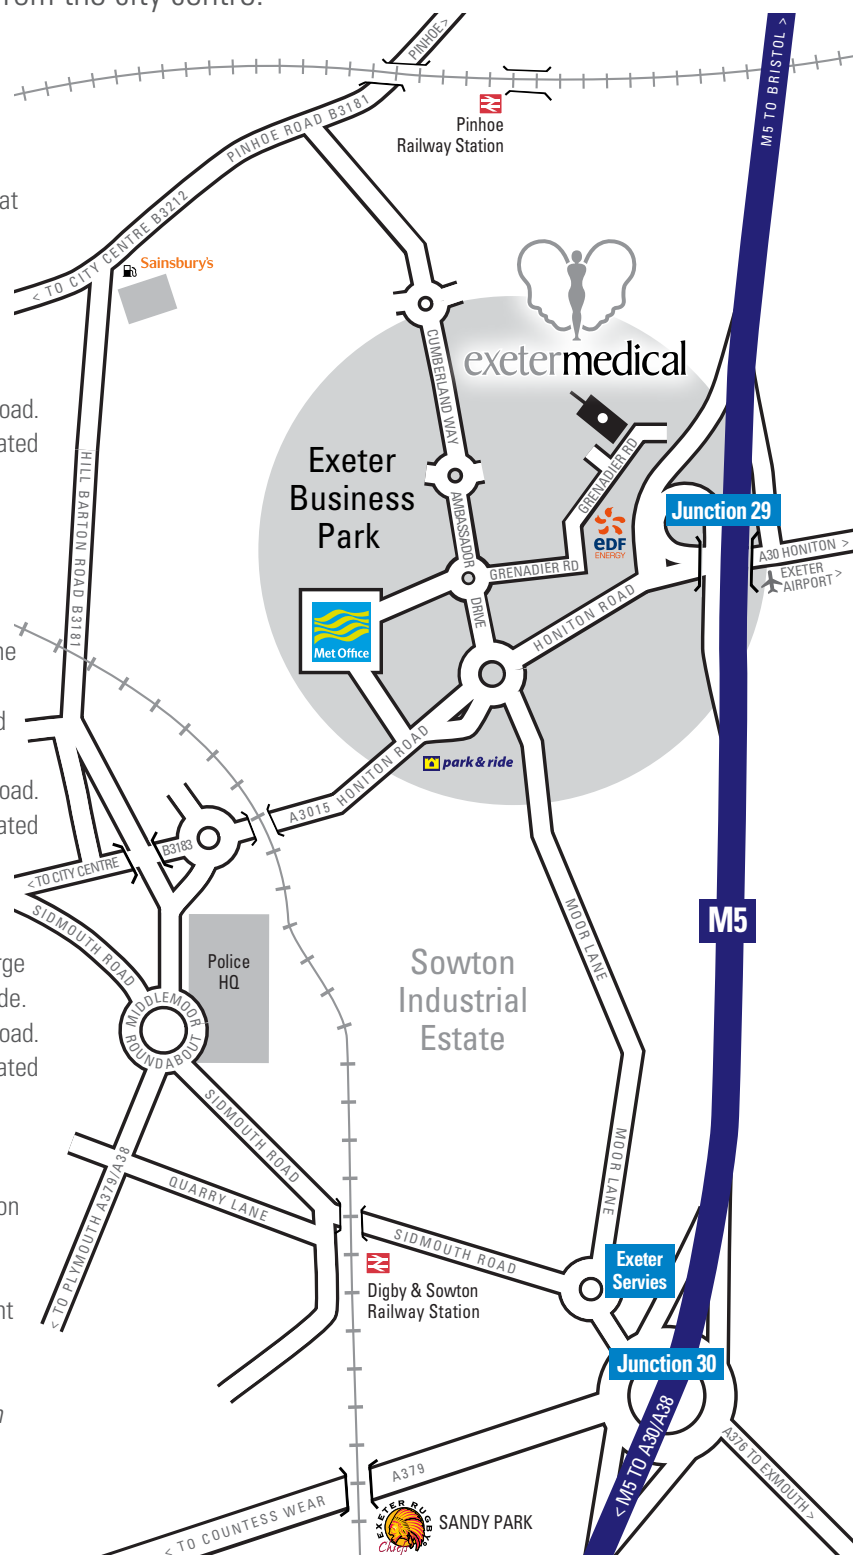 from the city centre.
PINHOE >
M5 TO BRISTOL >
PINHOE ROAD B3181
Pinhoe
Railway Station
at
< TO CITY CENTRE B3212
Sainsbury's
exetermedical
CUMBERLAND WAY
oad.
ated
HILL BARTON ROAD B3181
Exeter
Business
Park
GRENADIER RD
AMBASSADOR
DRIVE
eDF
ENERGY
Junction 29
A30 HONITON >
EXETER
AIRPORT >
GRENADIER RD
HONITON ROAD
Met Office
ne
d
park & ride
oad.
ated
A3015 HONITON ROAD
B3183
< TO CITY CENTRE
SIDMOUTH ROAD
MOOR LANE
M5
Police
HQ
Sowton
Industrial
Estate
rge
de.
oad.
ated
MIDDLEMOOR
ROUNDABOUT
SIDMOUTH ROAD
MOOR LANE
< TO PLYMOUTH A379/A38
QUARRY LANE
on
SIDMOUTH ROAD
Exeter
Servies
Digby & Sowton
Railway Station
nt
Junction 30
n
< M5 TO A30/A38
A376 TO EXMOUTH >
A379
< TO COUNTESS WEAR
EXETER RUGBY
Chiefs
SANDY PARK